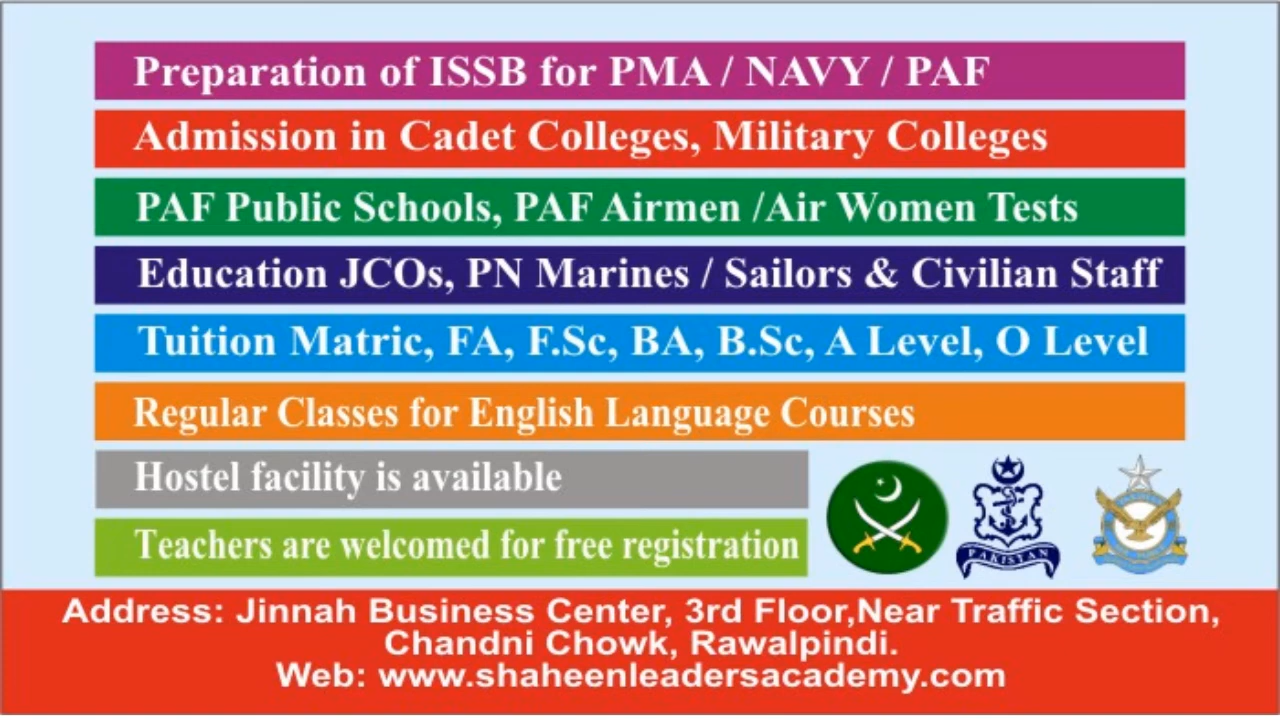 Preparation of ISSB for PMA / NAVY / PAF
Admission in Cadet Colleges, Military Colleges
PAF Public Schools, PAF Airmen /Air Women Tests
Education JCOs, PN Marines / Sailors & Civilian Staff
Tuition Matric, FA, F.Sc, BA, B.Sc, A Level, O Level
Regular Classes for English Language Courses
Hostel facility is available
Teachers are welcomed for free registration
PAKISTAN
Address: Jinnah Business Center, 3rd Floor,Near Traffic Section,
Chandni Chowk, Rawalpindi.
Web: www.shaheenleadersacademy.com